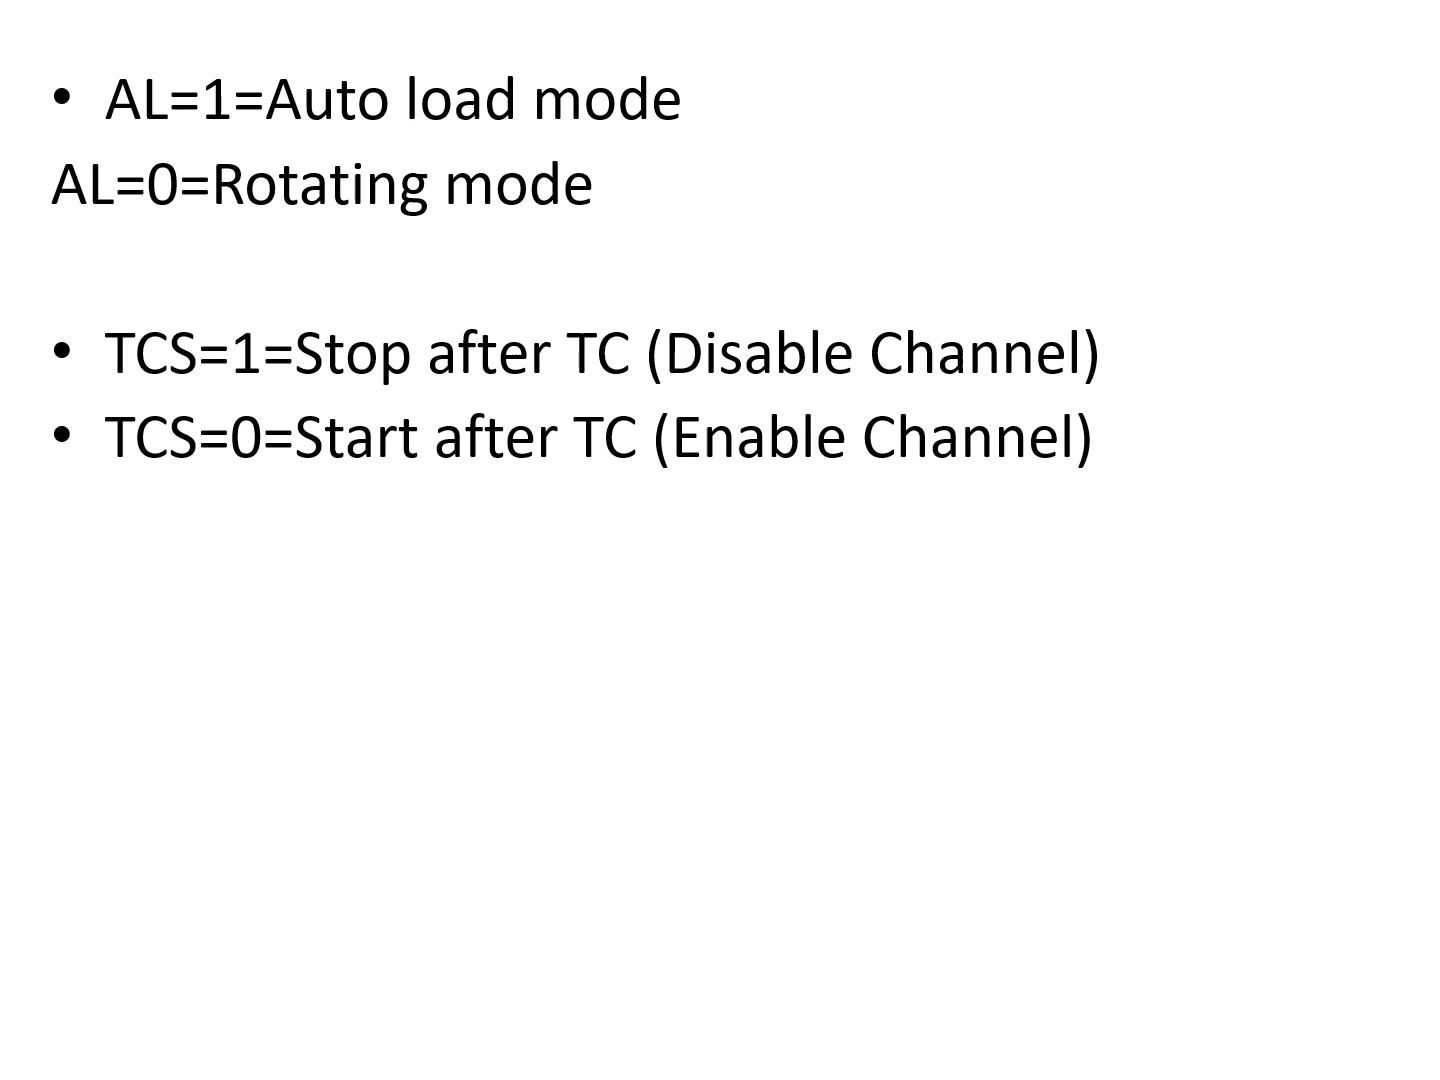 • AL=1=Auto load mode
AL=0=Rotating mode
• TCS=1=Stop after TC (Disable Channel)
• TCS=0=Start after TC (Enable Channel)